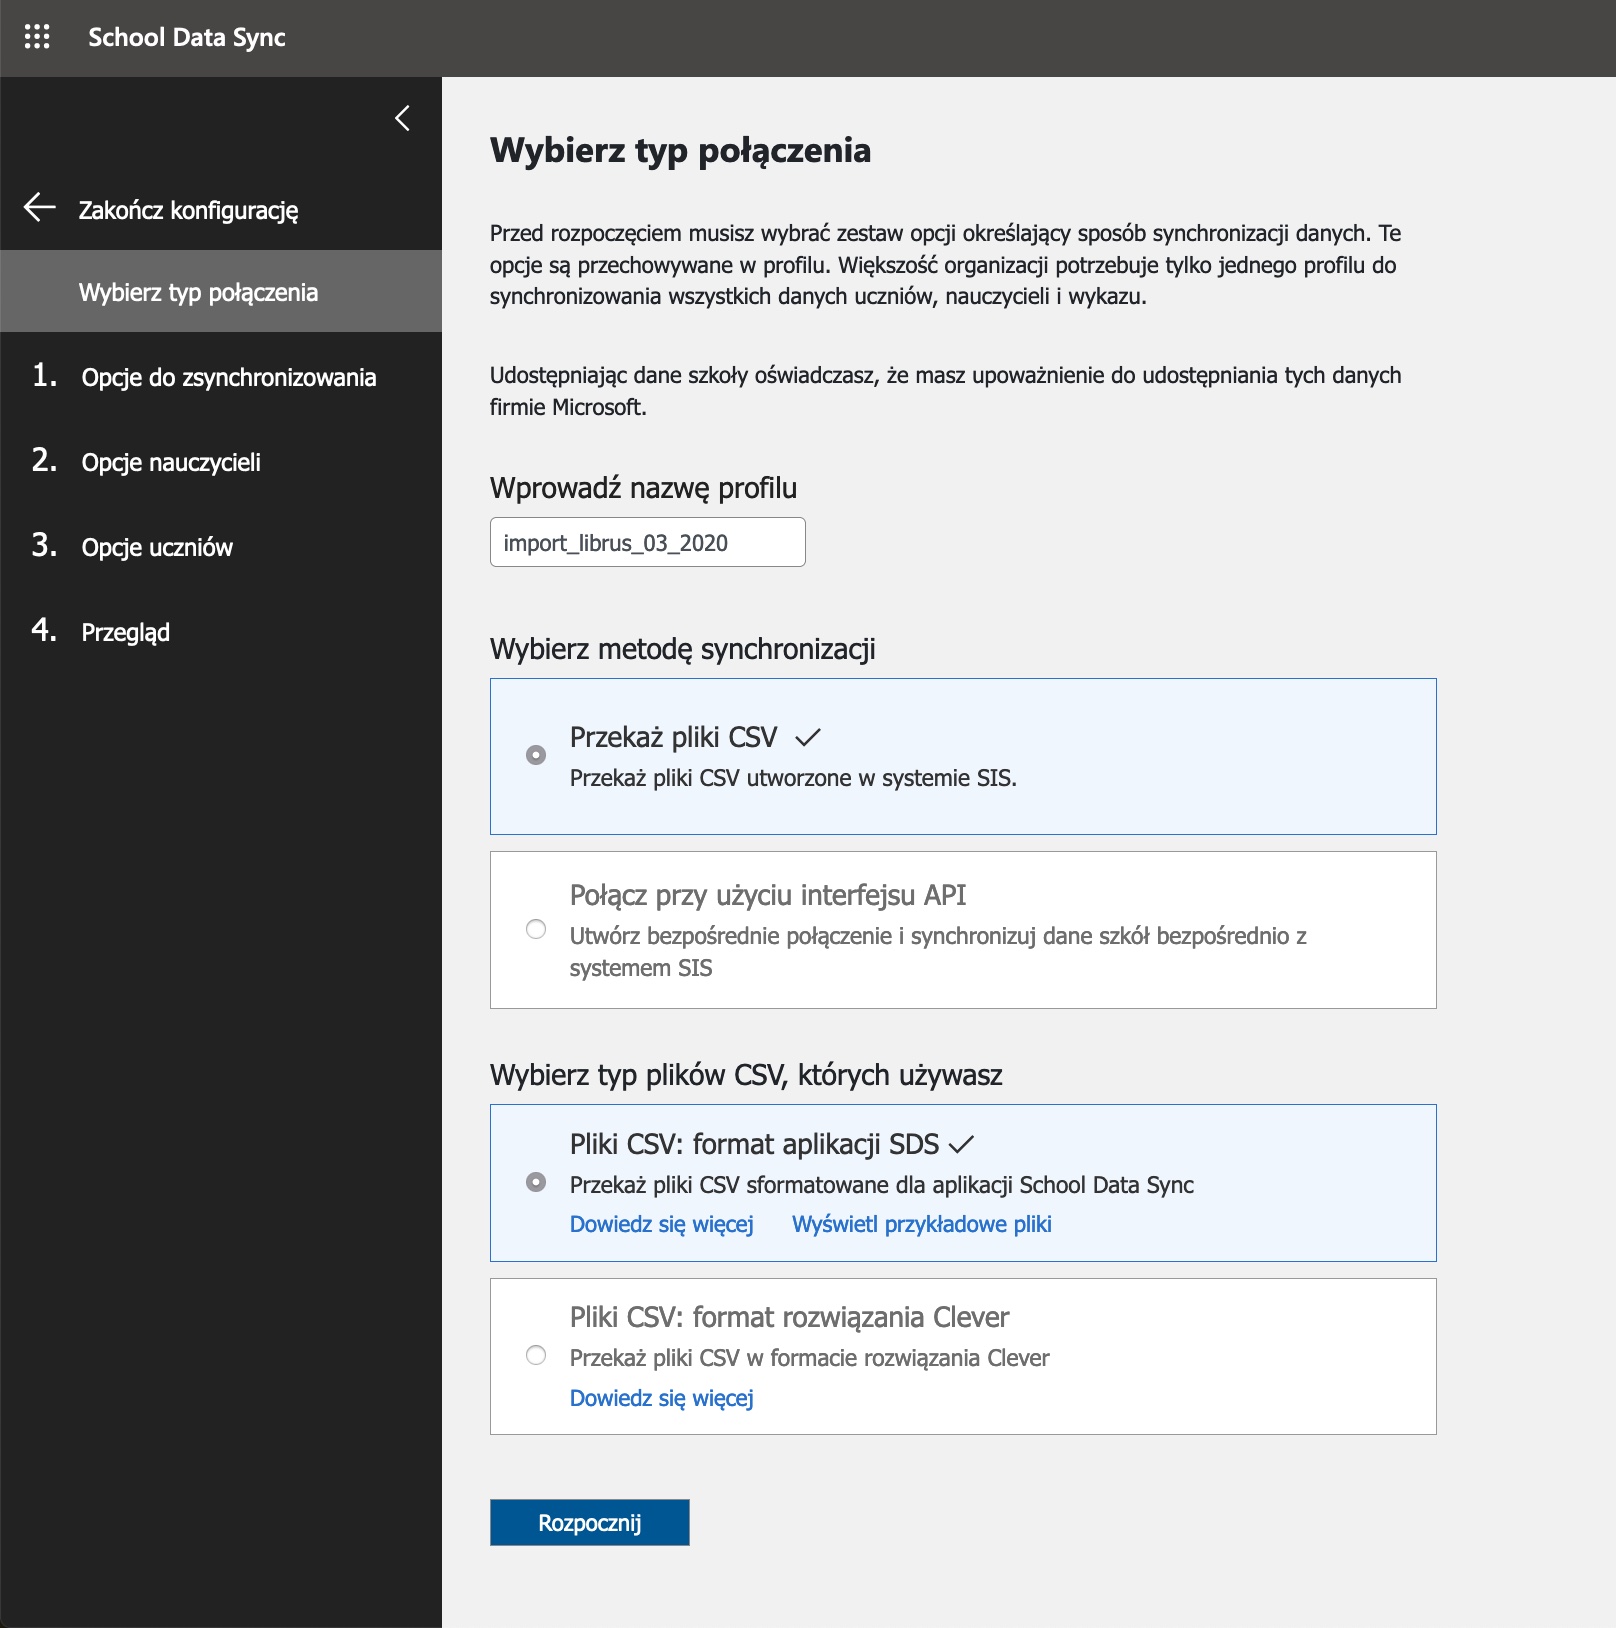 School Data Sync
Zakończ konfigurację
Wybierz typ połączenia
1. Opcje do zsynchronizowania
2. Opcje nauczycieli
3. Opcje uczniów
4. Przegląd
Wybierz typ połączenia
Przed rozpoczęciem musisz wybrać zestaw opcji określający sposób synchronizacji danych. Te
opcje są przechowywane w profilu. Większość organizacji potrzebuje tylko jednego profilu do
synchronizowania wszystkich danych uczniów, nauczycieli i wykazu.
Udostępniając dane szkoły oświadczasz, że masz upoważnienie do udostępniania tych danych
firmie Microsoft.
Wprowadź nazwę profilu
import_librus_03_2020
Wybierz metodę synchronizacji
Przekaż pliki CSV
Przekaż pliki CSV utworzone w systemie SIS.
Połącz przy użyciu interfejsu API
Utwórz bezpośrednie połączenie i synchronizuj dane szkół bezpośrednio z
systemem SIS
Wybierz typ plików CSV, których używasz
Pliki CSV: format aplikacji SDS
Przekaż pliki CSV sformatowane dla aplikacji School Data Sync
Dowiedz się więcej Wyświetl przykładowe pliki
Pliki CSV: format rozwiązania Clever
Przekaż pliki CSV w formacie rozwiązania Clever
Dowiedz się więcej
Rozpocznij